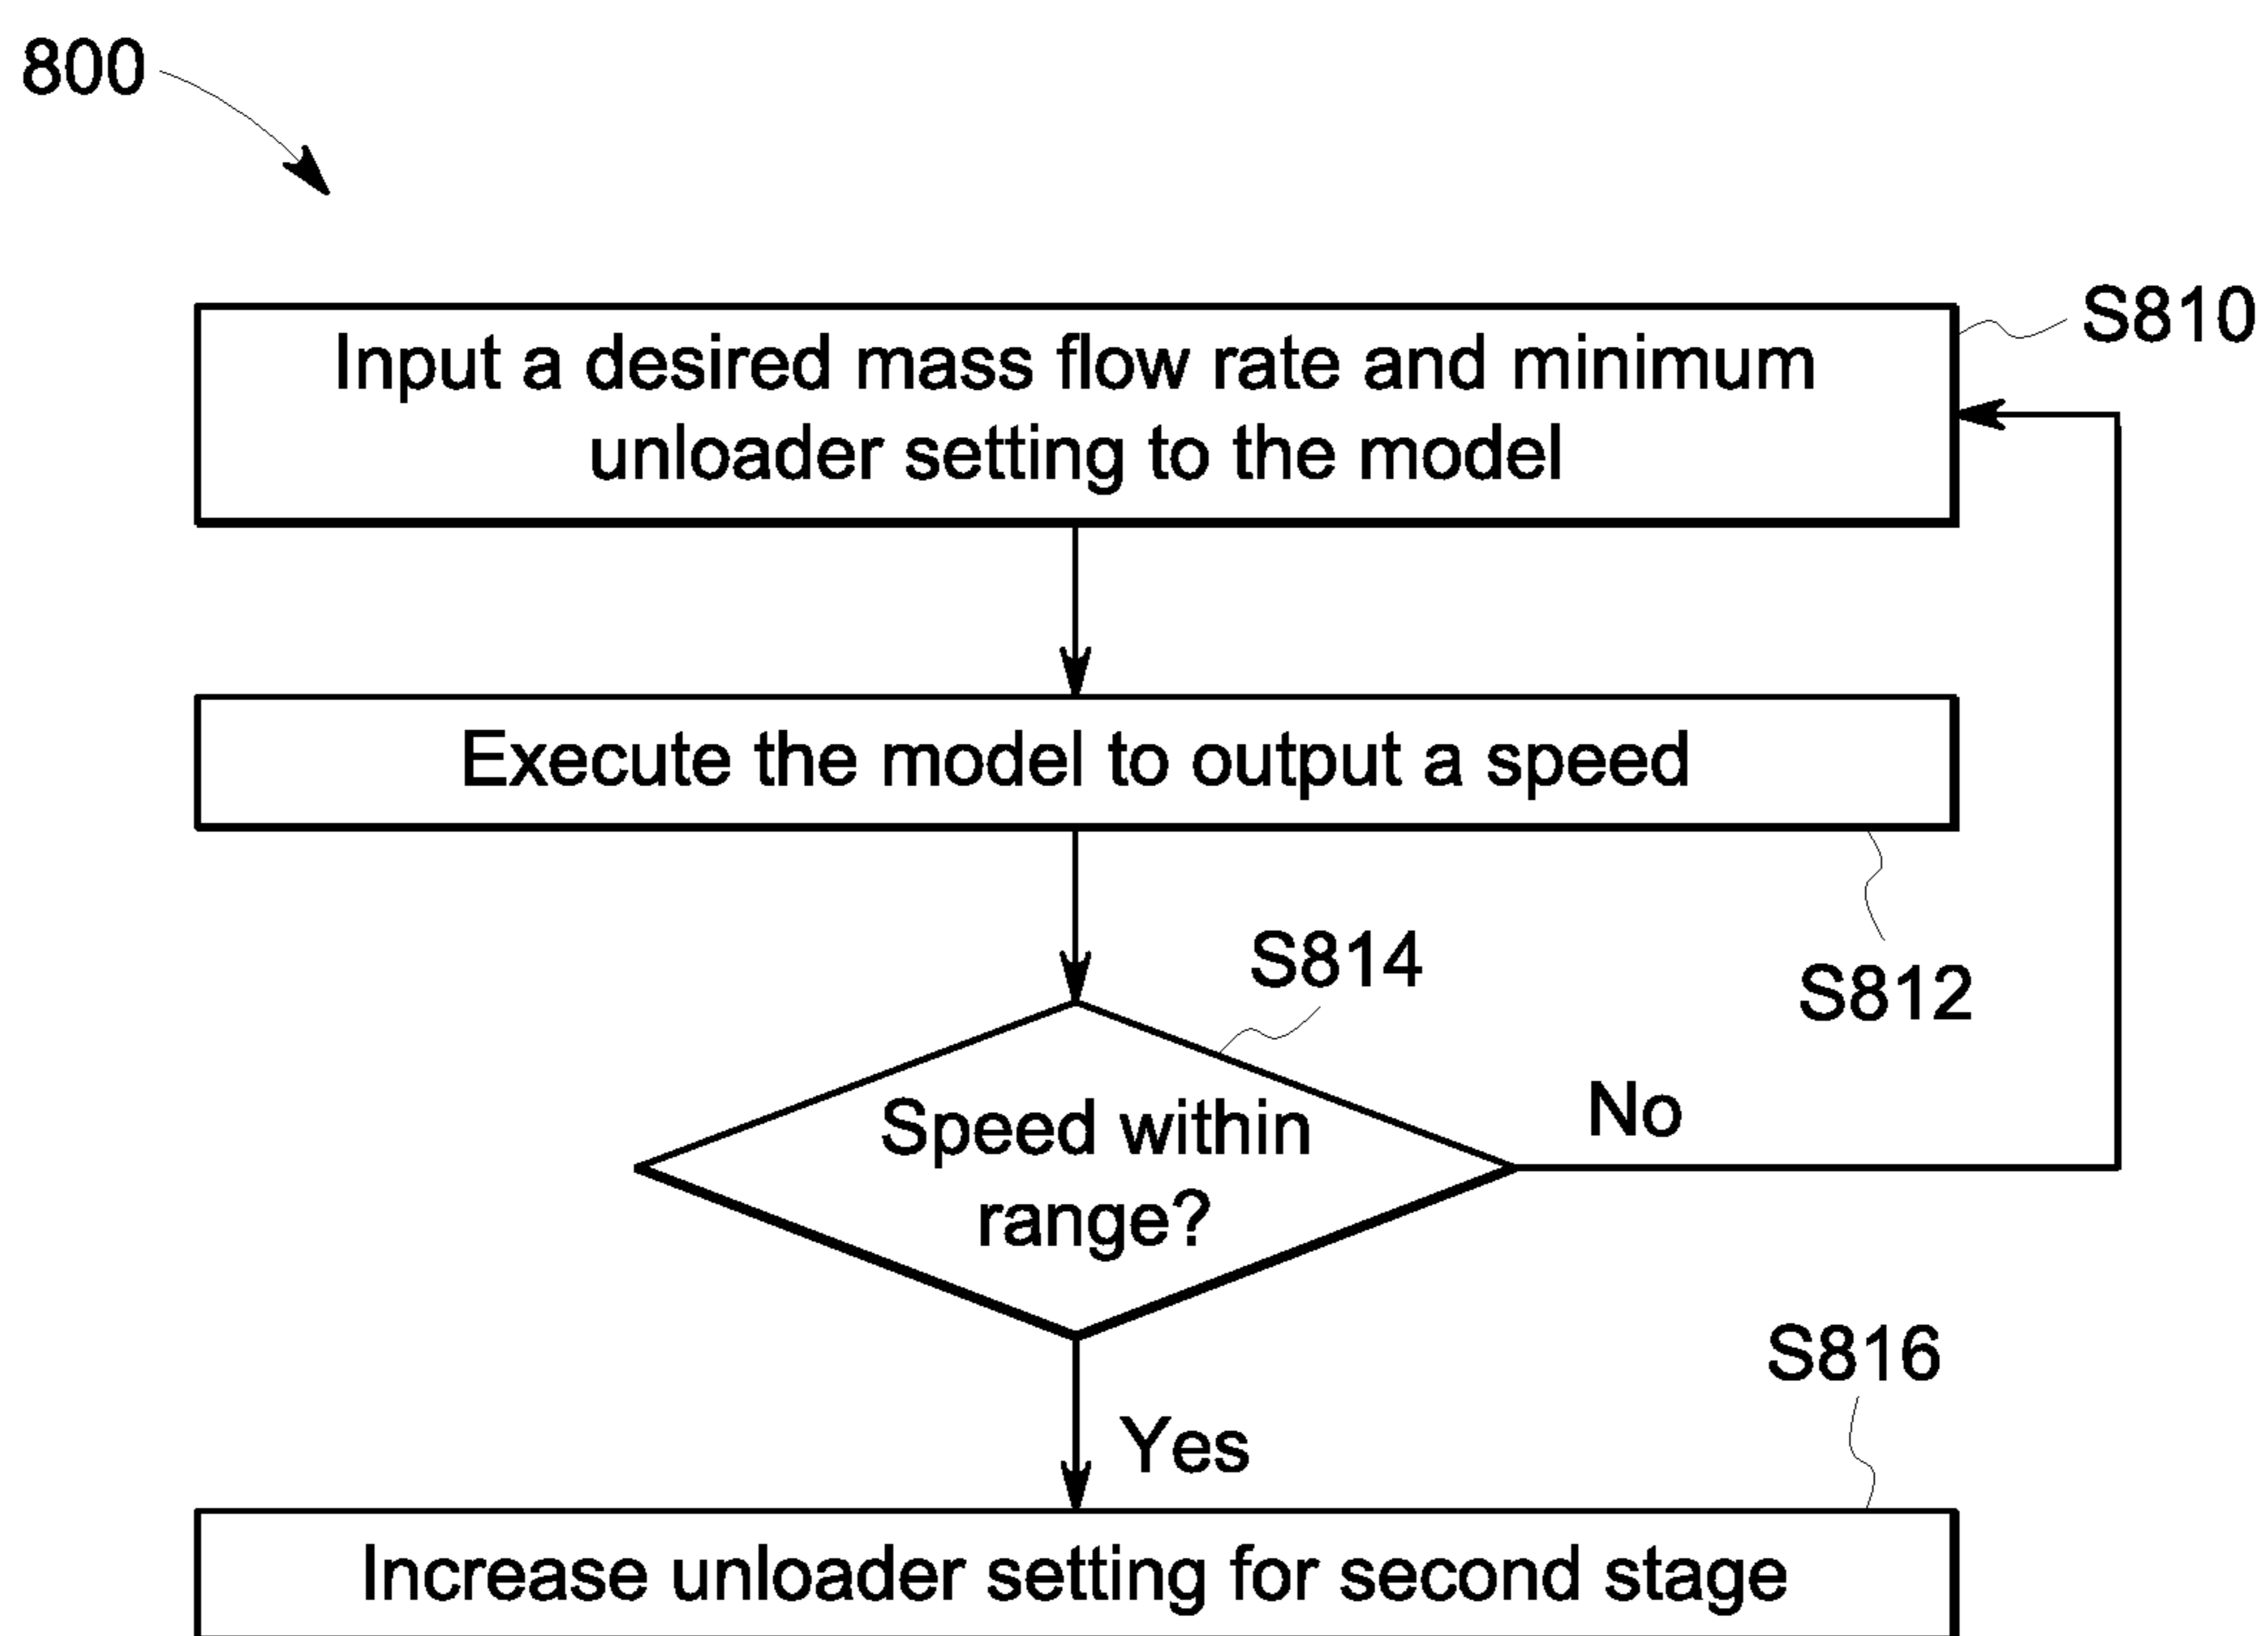 800
S810
Input a desired mass flow rate and minimum
unloader setting to the model
Execute the model to output a speed
S812
S814
Speed within
range?
No
Yes
S816
Increase unloader setting for second stage